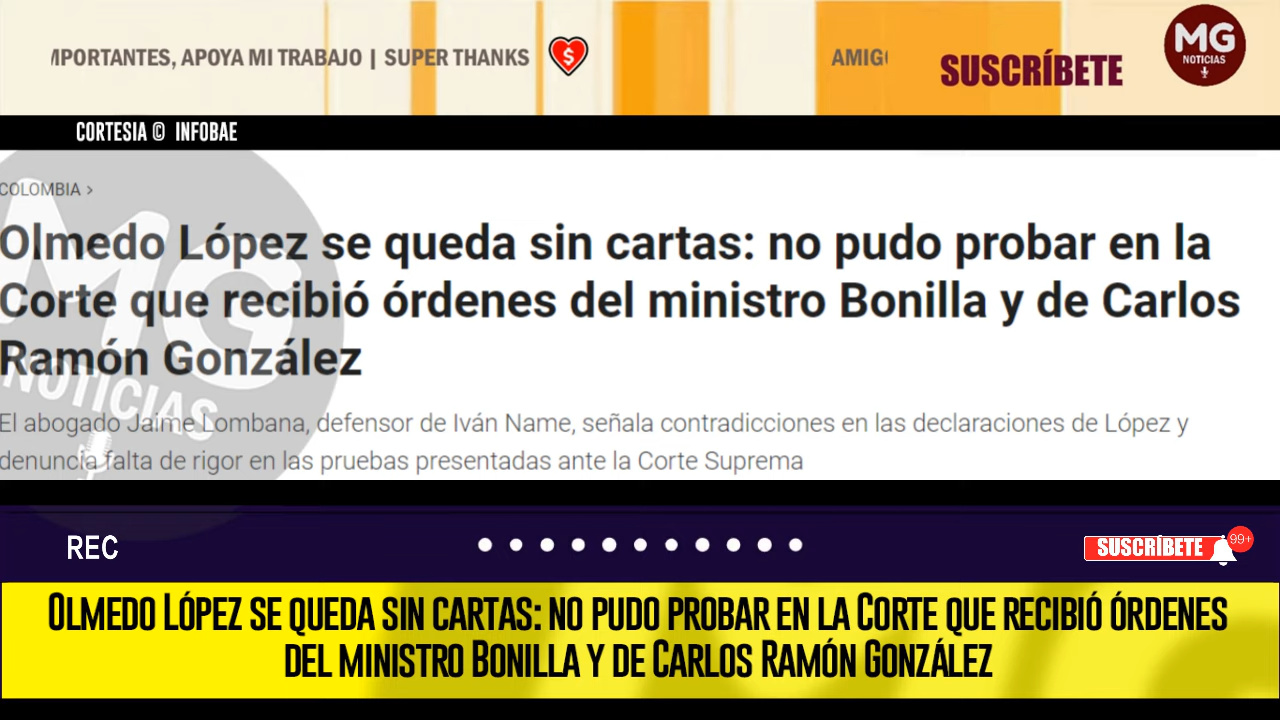 IMPORTANTES, APOYA MI TRABAJO | SUPER THANKS
SUSCRÍBETE
MG
NOTICIAS
CORTESIA © INFOBAE
COLOMBIA >
Olmedo López se queda sin cartas: no pudo probar en la
Corte que recibió órdenes del ministro Bonilla y de Carlos
Ramón González
El abogado Jaime Lombana, defensor de Iván Name, señala contradicciones en las declaraciones de López y
denuncia falta de rigor en las pruebas presentadas ante la Corte Suprema
MG
NOTICIAS
REC
SUSCRÍBETE
99+
OLMEDO LÓPEZ SE QUEDA SIN CARTAS: NO PUDO PROBAR EN LA CORTE QUE RECIBIÓ ÓRDENES
DEL MINISTRO BONILLA Y DE CARLOS RAMÓN GONZÁLEZ